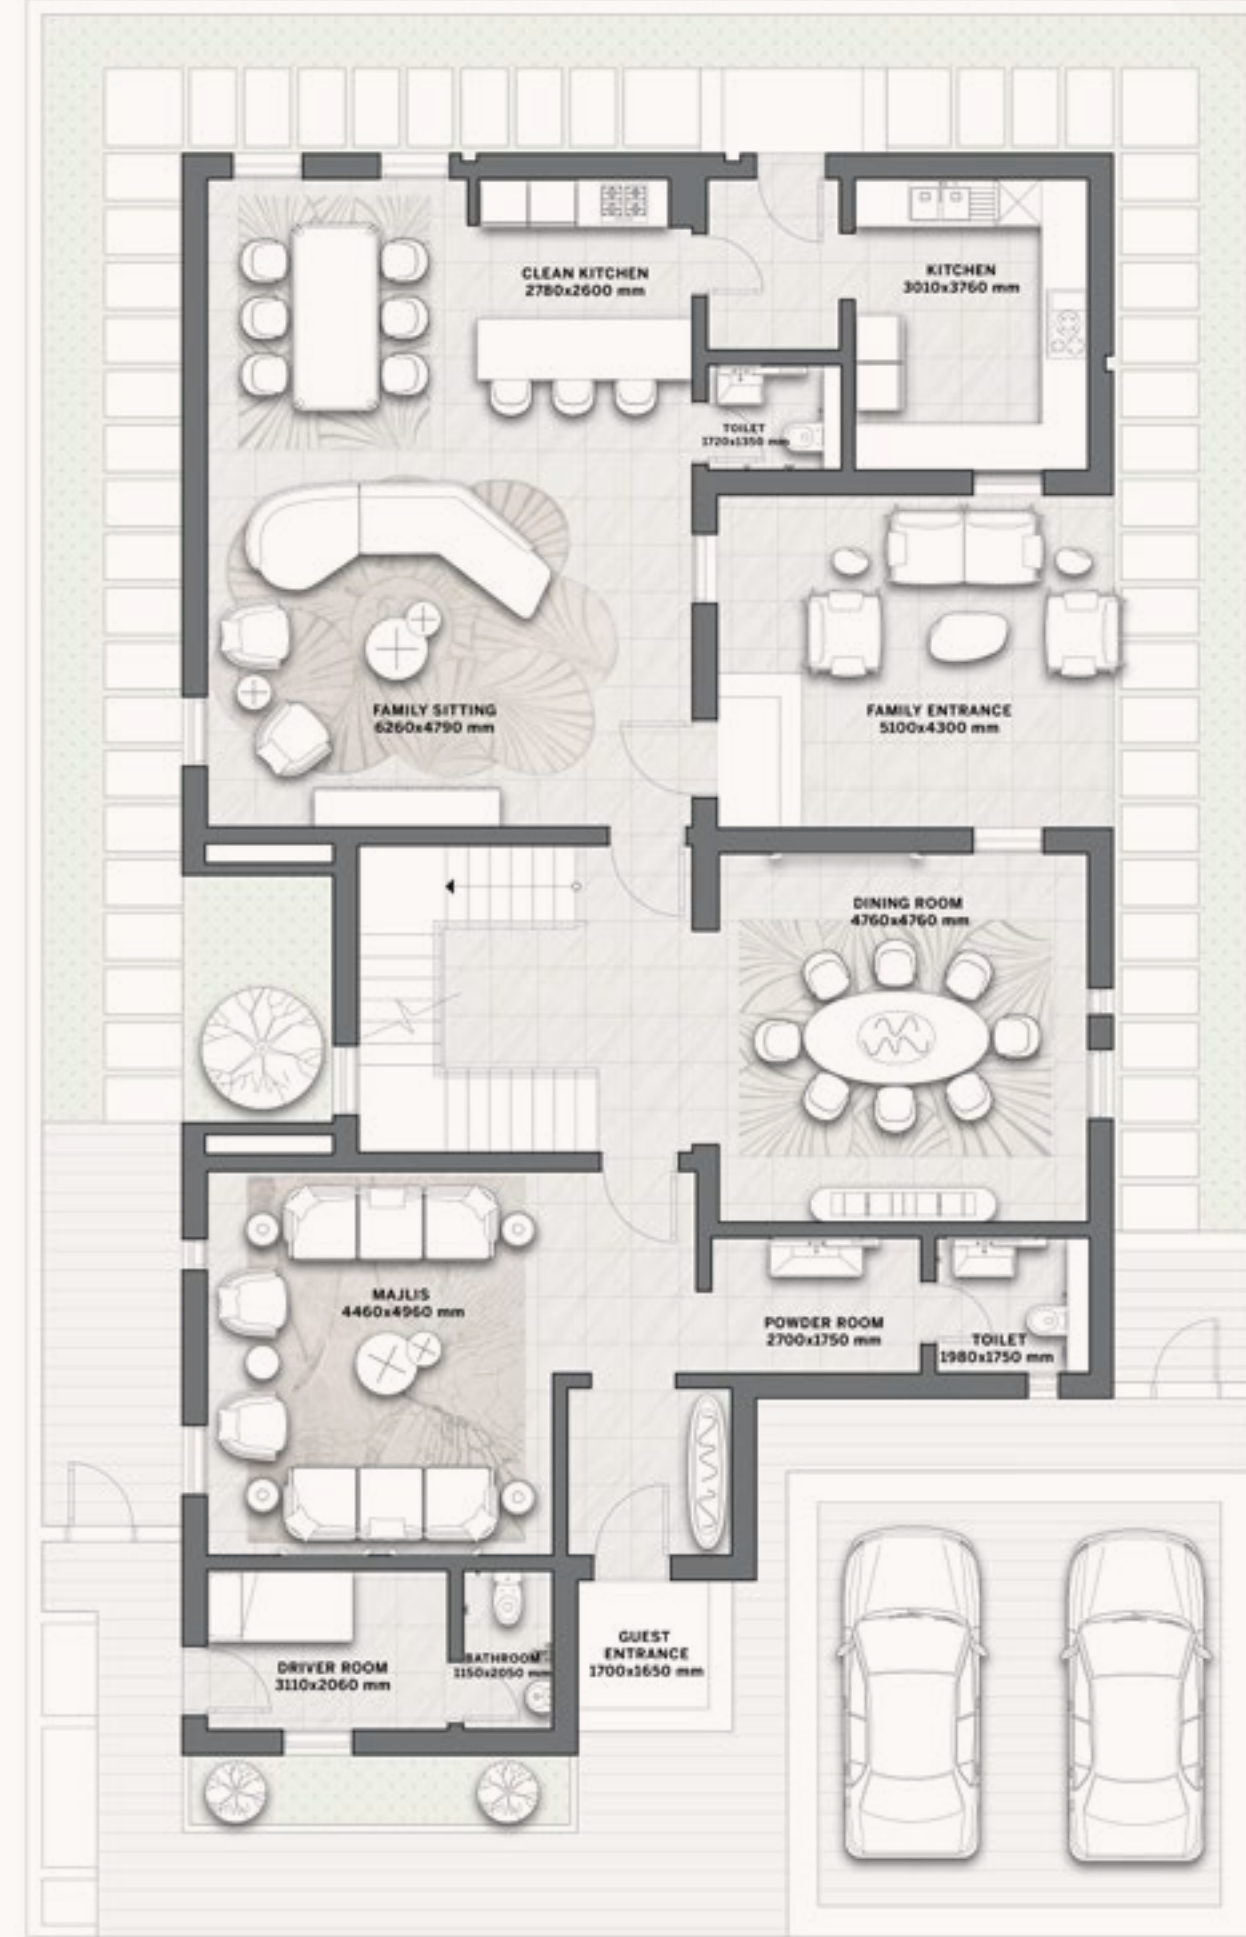 CLEAN KITCHEN
2780x2600 mm
KITCHEN
3010x3760 mm
TOILET
1720x1350 mm
FAMILY SITTING
6260x4790 mm
FAMILY ENTRANCE
5100x4300 mm
DINING ROOM
4760x4760 mm
MAJLIS
4460x4960 mm
POWDER ROOM
2700x1750 mm
TOILET
1980x1750 mm
DRIVER ROOM
3110x2060 mm
BATHROOM
1150x2050 mm
GUEST
ENTRANCE
1700x1650 mm